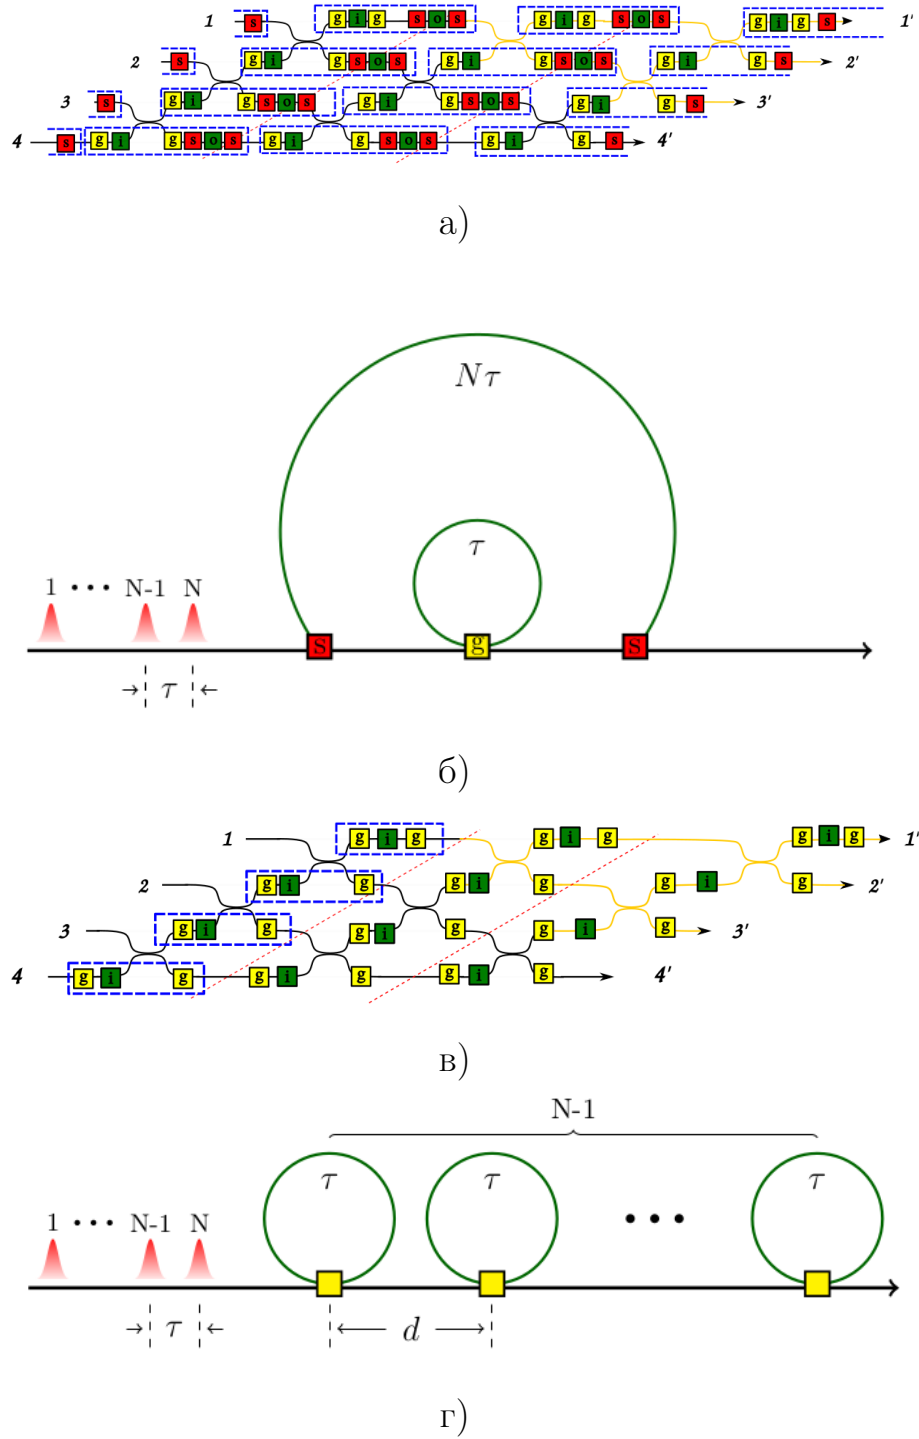 1 s g i g s o s g i g s o s g i g s 1'
2 s g i g s o s g i g s o s g i g s 2'
3 s g i g s o s g i g s o s g i g s 3'
4 s g i g s o s g i g s o s g i g s 4'
а)
Nτ
τ
1 ··· N-1 N
s g s
τ
б)
1 g i g g i g g i g 1'
2 g i g g i g g i g 2'
3 g i g g i g g i g 3'
4 g i g g i g g i g 4'
в)
N-1
τ τ τ
1 ··· N-1 N
τ d
г)